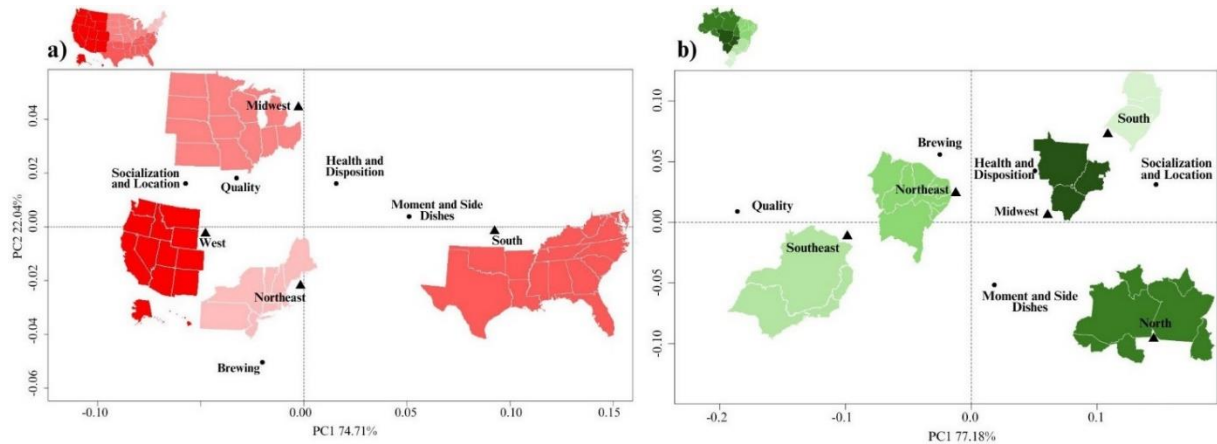 a)
Midwest
Socialization
and Location
Quality
Health and
Disposition
Moment and Side
Dishes
West
South
Northeast
Brewing
0.04
0.02
0.00
-0.02
-0.04
-0.06
PC2 22.04%
-0.10
0.00
0.05
0.10
0.15
PC1 74.71%
b)
South
Brewing
Health and
Disposition
Socialization
and Location
Northeast
Quality
Midwest
Southeast
Moment and Side
Dishes
North
0.10
0.05
0.00
-0.05
-0.10
-0.2
-0.1
0.0
0.1
PC1 77.18%